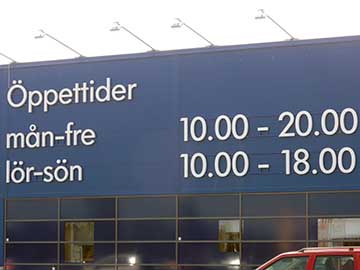 Öppettider
mån-fre 10.00 - 20.00
lör-sön 10.00 - 18.00